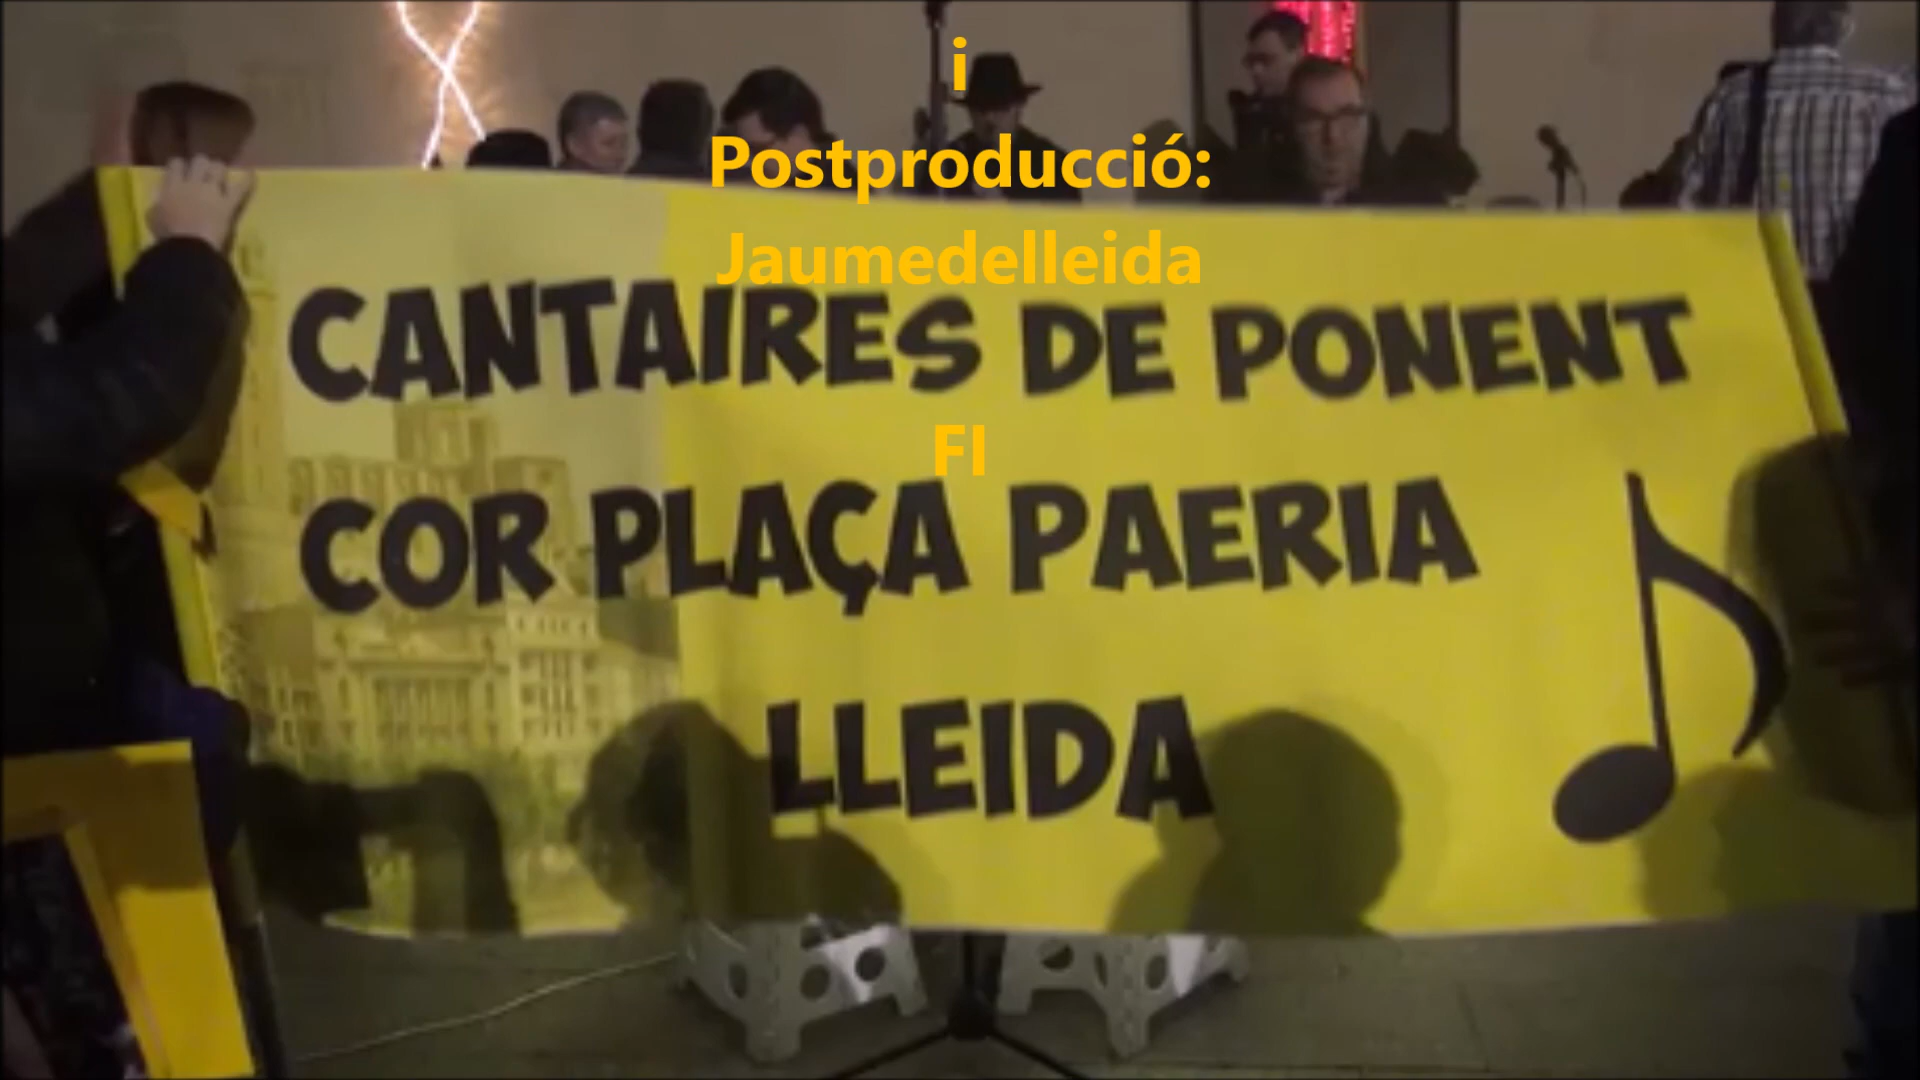 i
Postproducció:
Jaumedelleida
CANTAIRES DE PONENT
FI
COR PLAÇA PAERIA
LLEIDA